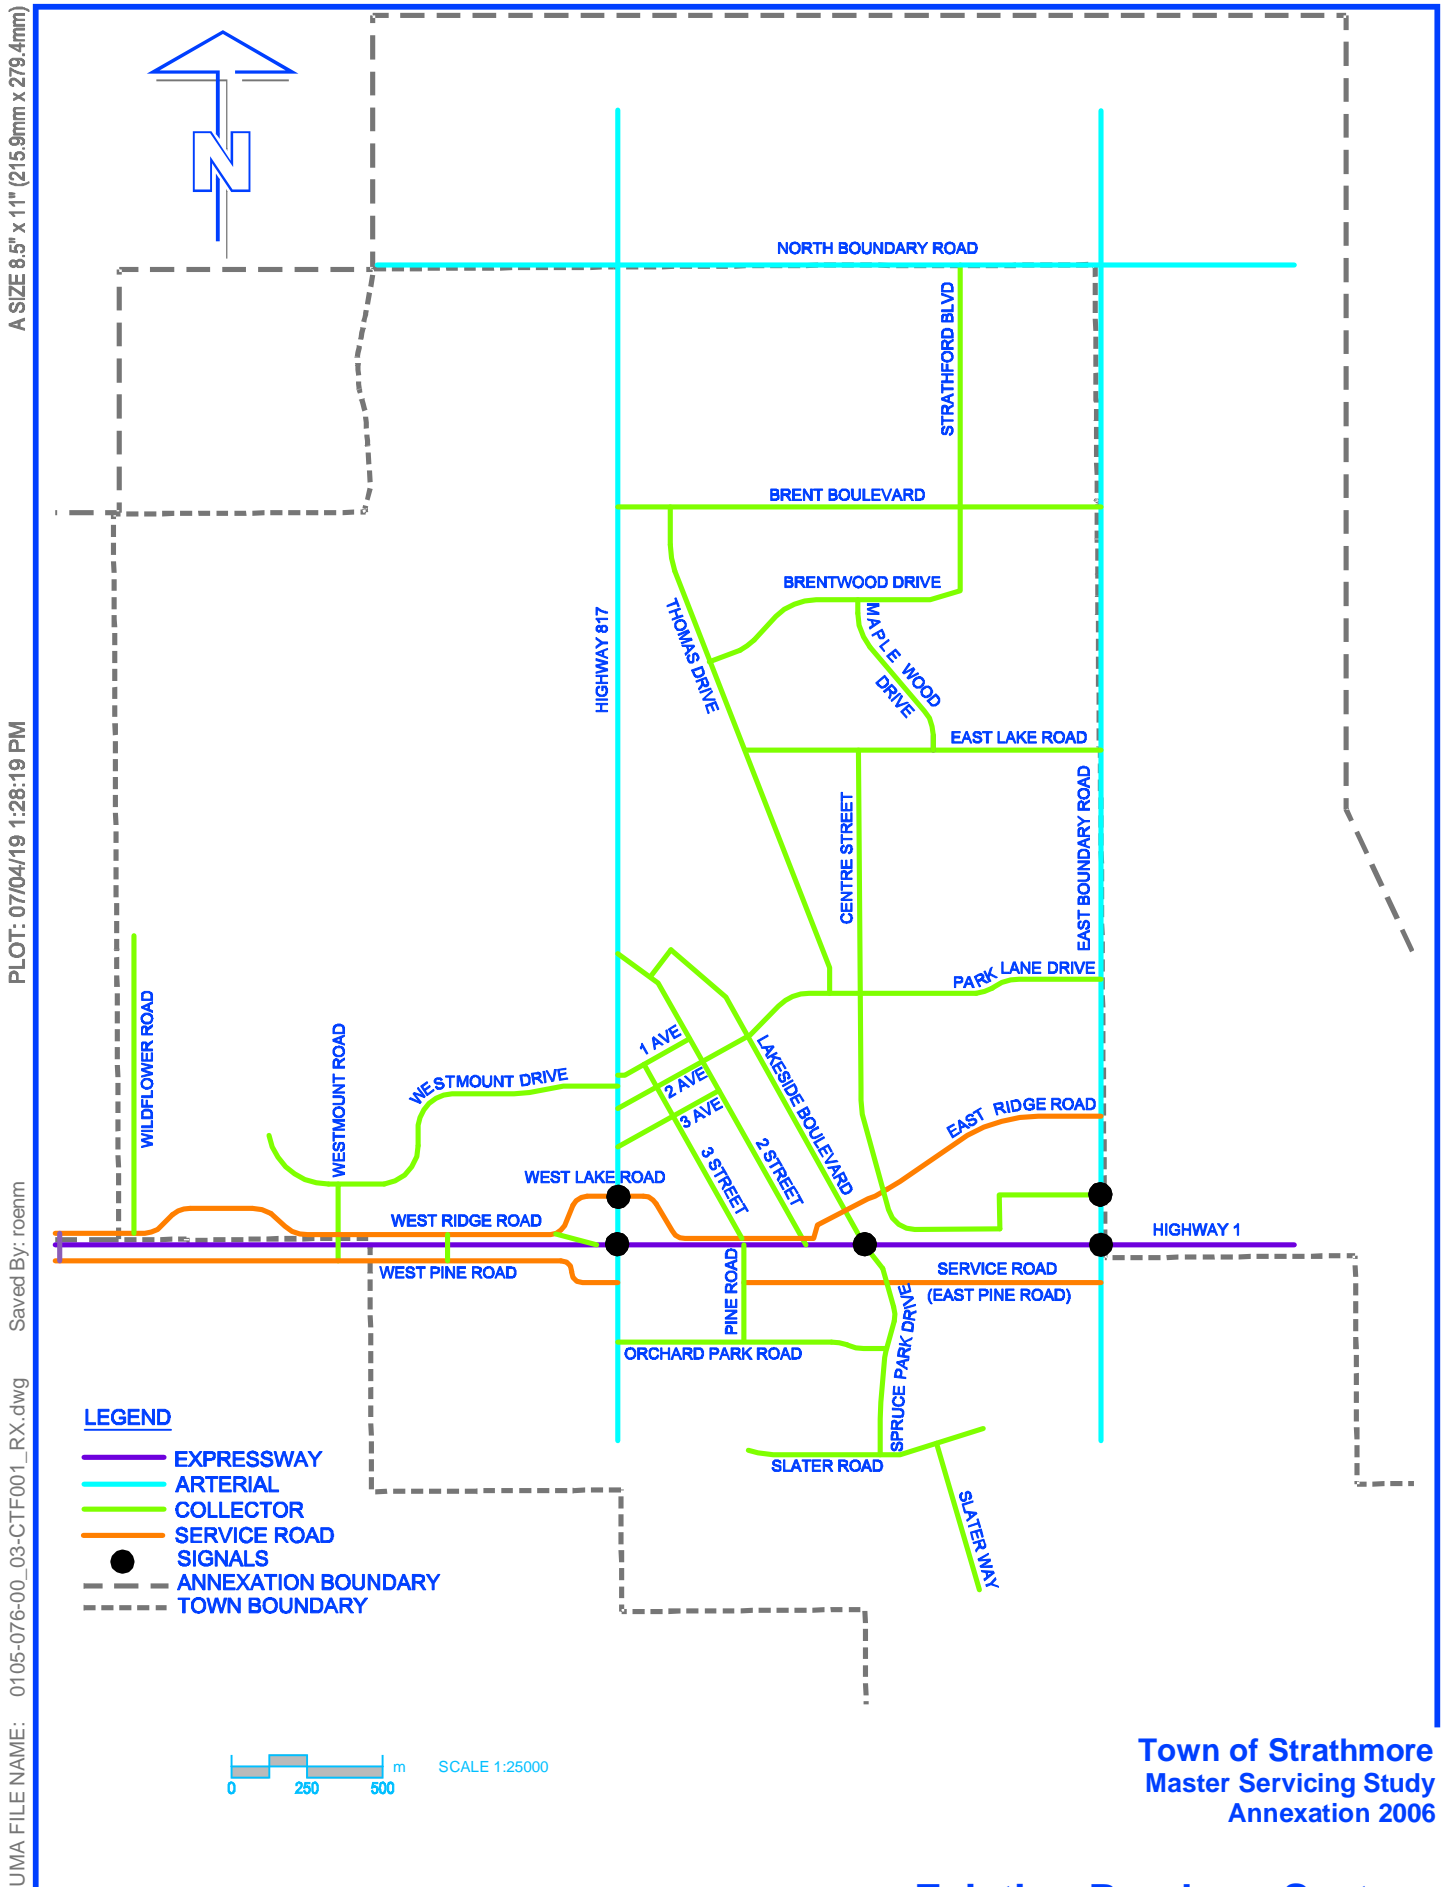 A SIZE 8.5" x 11" (215.9mm x 279.4mm)
PLOT: 07/04/19 1:28:19 PM
Saved By: roenm
UMA FILE NAME: 0105-076-00_03-CTF001_RX.dwg
N
NORTH BOUNDARY ROAD
STRATHFORD BLVD
BRENT BOULEVARD
BRENTWOOD DRIVE
HIGHWAY 817
THOMAS DRIVE
MAPLE WOOD
DRIVE
EAST LAKE ROAD
CENTRE STREET
EAST BOUNDARY ROAD
PARK LANE DRIVE
WILDFLOWER ROAD
WESTMOUNT ROAD
WESTMOUNT DRIVE
1 AVE
2 AVE
3 AVE
LAKESIDE BOULEVARD
EAST RIDGE ROAD
3 STREET
2 STREET
WEST LAKE ROAD
WEST RIDGE ROAD
HIGHWAY 1
WEST PINE ROAD
PINE ROAD
SERVICE ROAD
(EAST PINE ROAD)
ORCHARD PARK ROAD
SPRUCE PARK DRIVE
SLATER ROAD
SLATER WAY
LEGEND
EXPRESSWAY
ARTERIAL
COLLECTOR
SERVICE ROAD
SIGNALS
ANNEXATION BOUNDARY
TOWN BOUNDARY
0 250 500 m SCALE 1:25000
Town of Strathmore
Master Servicing Study
Annexation 2006